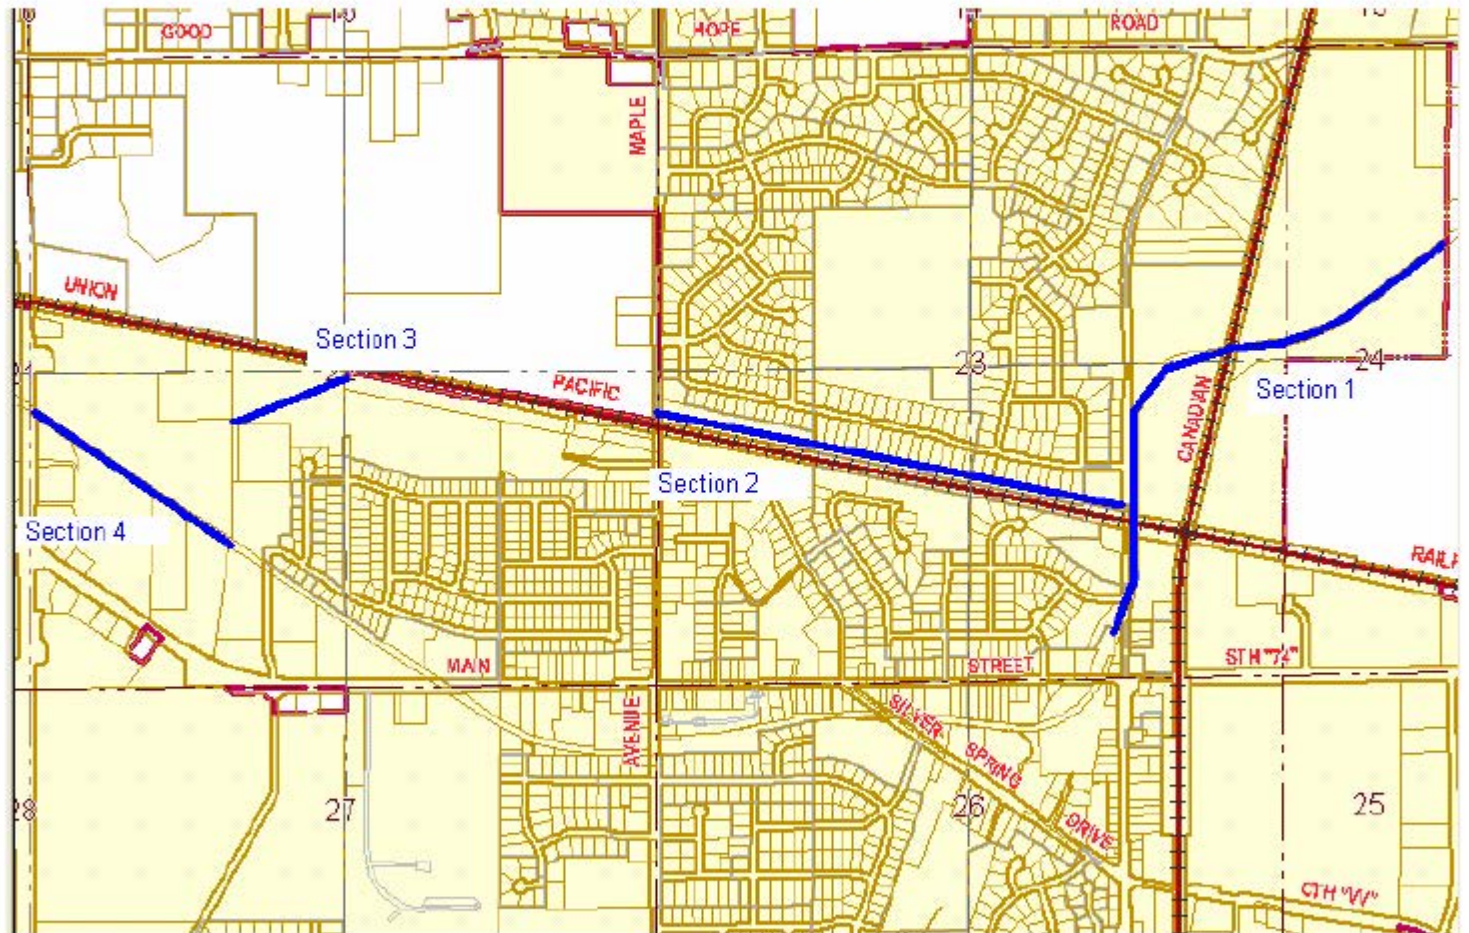 GOOD
HOPE
ROAD
MAPLE
UNION
Section 3
23
24
PACIFIC
Section 1
CANADIAN
Section 2
Section 4
MAIN
STREET
STH "74"
SILVER
SPRING
DRIVE
AVENUE
28
27
26
25
CTH "VV"